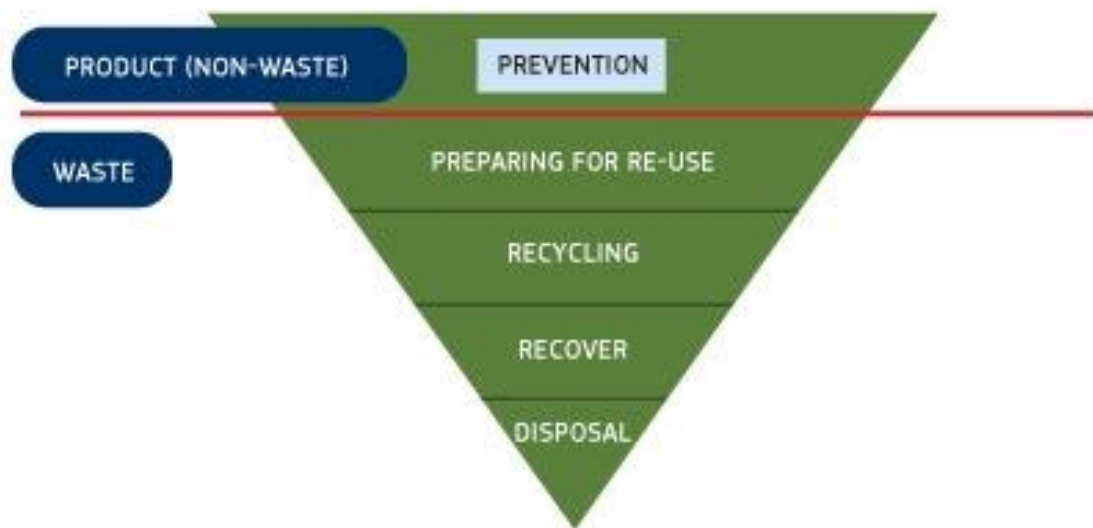 PRODUCT (NON-WASTE)
PREVENTION
WASTE
PREPARING FOR RE-USE
RECYCLING
RECOVER
DISPOSAL